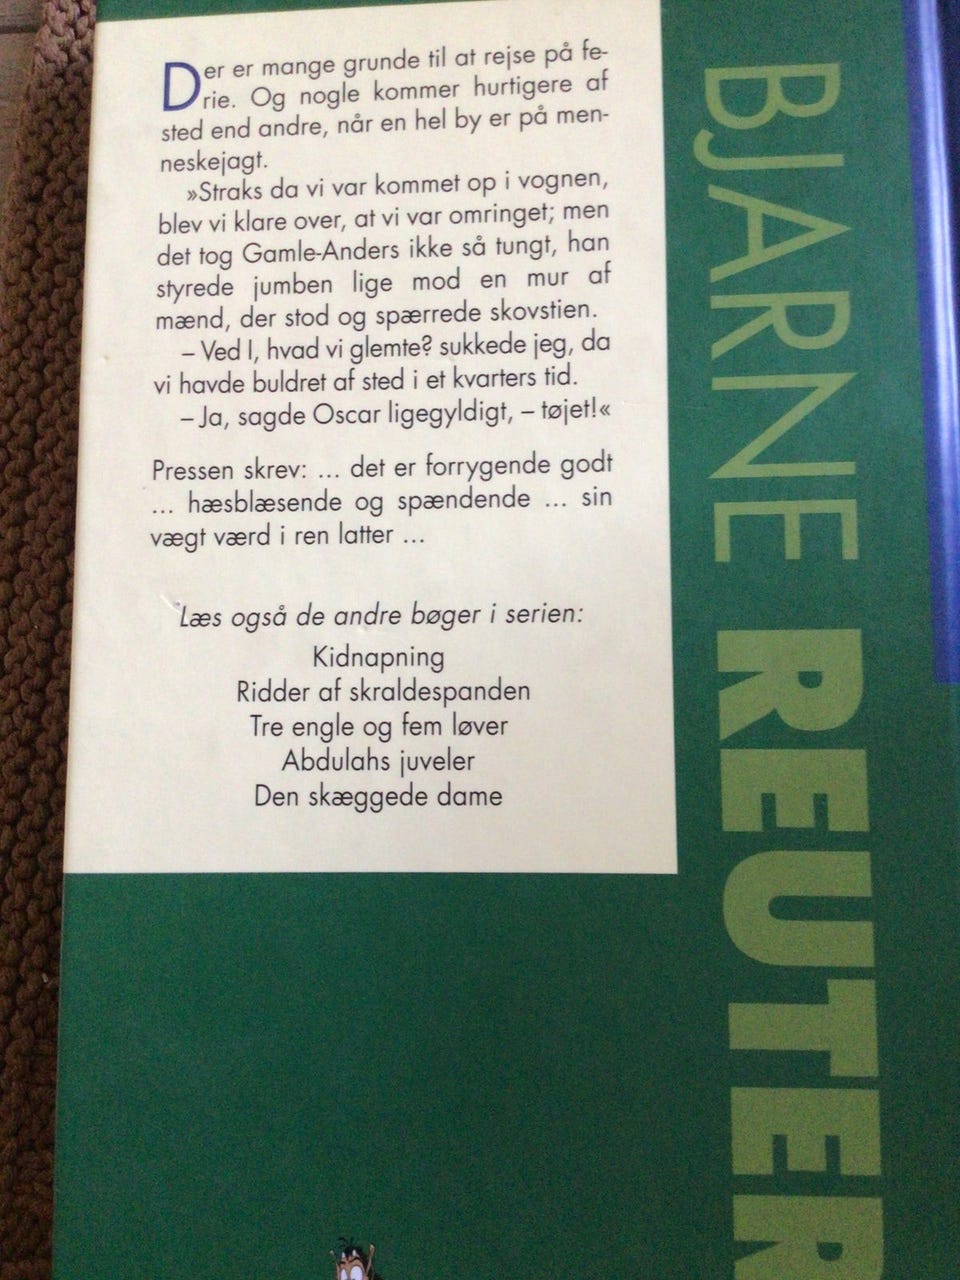 Der er mange grunde til at rejse på fe-
rie. Og nogle kommer hurtigere af
sted end andre, når en hel by er på men-
neskejagt.
»Straks da vi var kommet op i vognen,
blev vi klare over, at vi var omringet; men
det tog Gamle-Anders ikke så tungt, han
styrede jumben lige mod en mur af
mænd, der stod og spærrede skovstien.
– Ved I, hvad vi glemte? sukkede jeg, da
vi havde buldret af sted i et kvarters tid.
– Ja, sagde Oscar ligegyldigt, – tøjet!«
Pressen skrev: ... det er forrygende godt
... hæsblæsende og spændende ... sin
vægt værd i ren latter ...
Læs også de andre bøger i serien:
Kidnapning
Ridder af skraldespanden
Tre engle og fem løver
Abdulahs juveler
Den skæggede dame
BJARNE REUTER